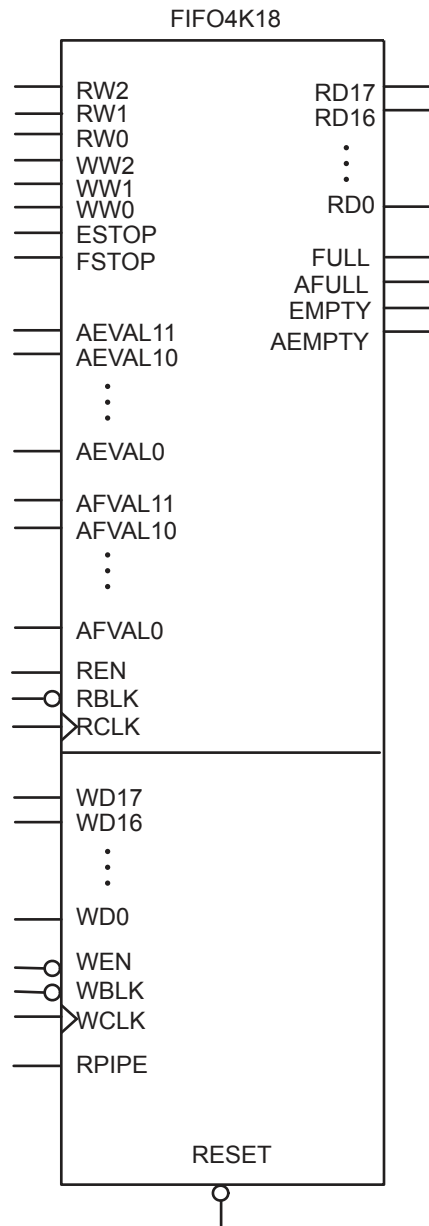 FIFO4K18
RW2
RW1
RW0
WW2
WW1
WW0
ESTOP
FSTOP
AEVAL11
AEVAL10
AEVAL0
AFVAL11
AFVAL10
AFVAL0
REN
RBLK
RCLK
RD17
RD16
RD0
FULL
AFULL
EMPTY
AEMPTY
WD17
WD16
WD0
WEN
WBLK
WCLK
RPIPE
RESET